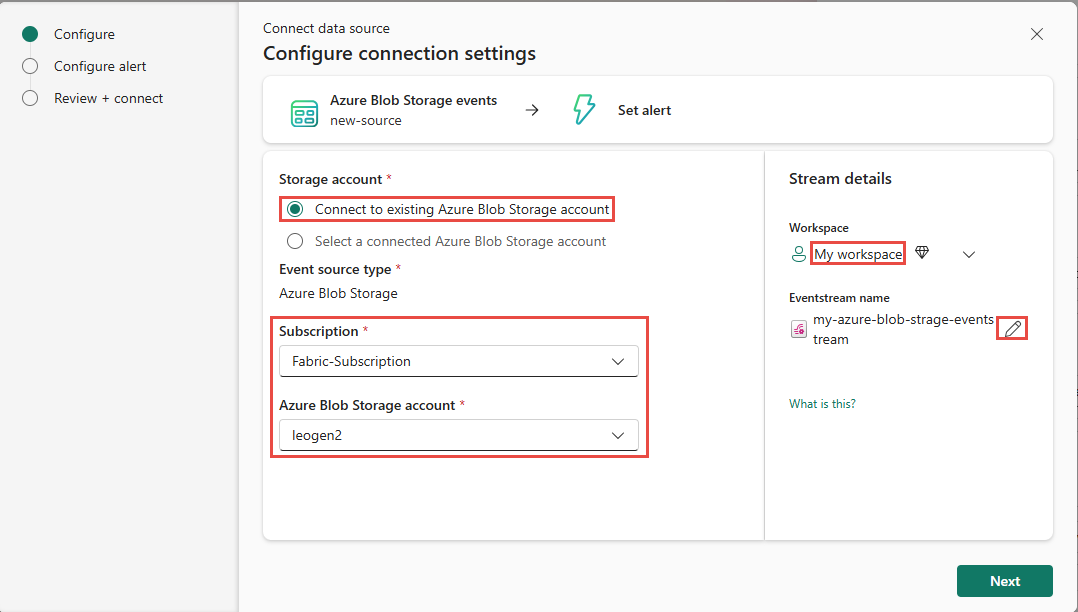 Configure
Configure alert
Review + connect
Connect data source
Configure connection settings
Azure Blob Storage events
new-source
Set alert
Storage account *
Connect to existing Azure Blob Storage account
Select a connected Azure Blob Storage account
Event source type *
Azure Blob Storage
Subscription *
Fabric-Subscription
Azure Blob Storage account *
leogen2
Stream details
Workspace
My workspace
Eventstream name
my-azure-blob-strage-events
tream
What is this?
Next